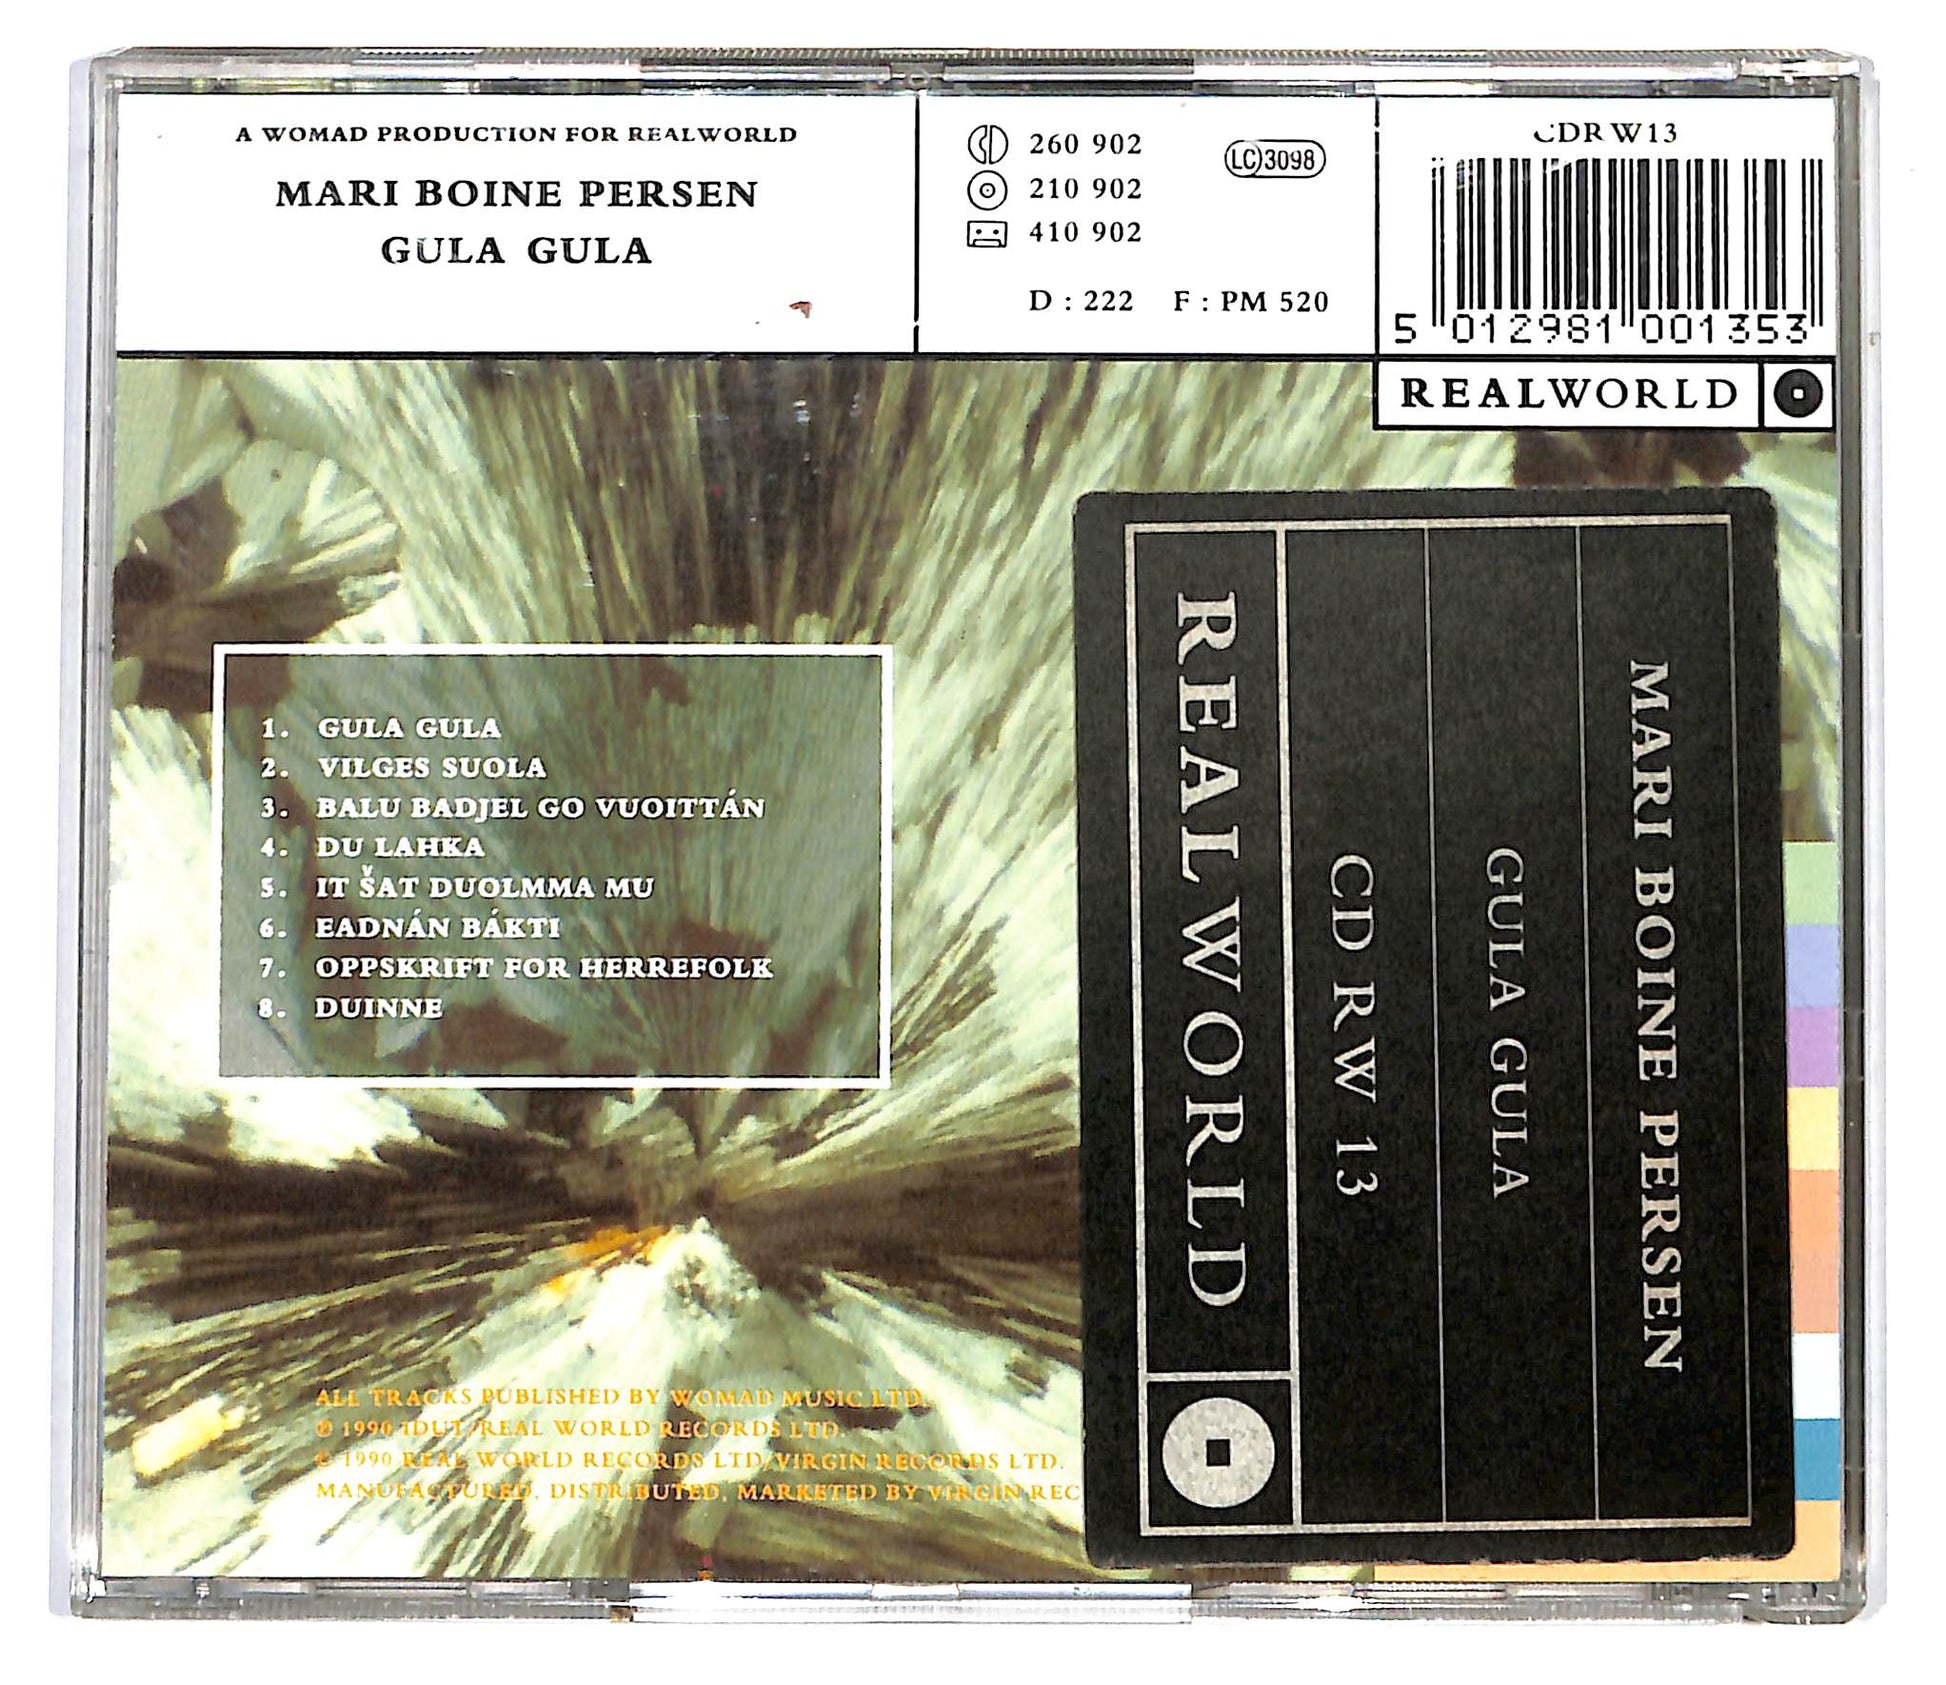 A WOMAD PRODUCTION FOR REALWORLD
MARI BOINE PERSEN
GULA GULA
260 902
210 902
410 902
LC 3098
D : 222 F : PM 520
CDRW13
5 012981 001353
REALWORLD
1. GULA GULA
2. VILGES SUOLA
3. BALU BADJEL GO VUOITTÁN
4. DU LAHKA
5. IT ŠAT DUOLMMA MU
6. EADNÁN BÁKTI
7. OPPSKRIFT FOR HERREFOLK
8. DUINNE
ALL TRACKS PUBLISHED BY WOMAD MUSIC LTD.
℗ 1990 IDUT/REAL WORLD RECORDS LTD.
© 1990 REAL WORLD RECORDS LTD/VIRGIN RECORDS LTD.
MANUFACTURED, DISTRIBUTED, MARKETED BY VIRGIN REC
MARI BOINE PERSEN
GULA GULA
CD RW 13
REALWORLD